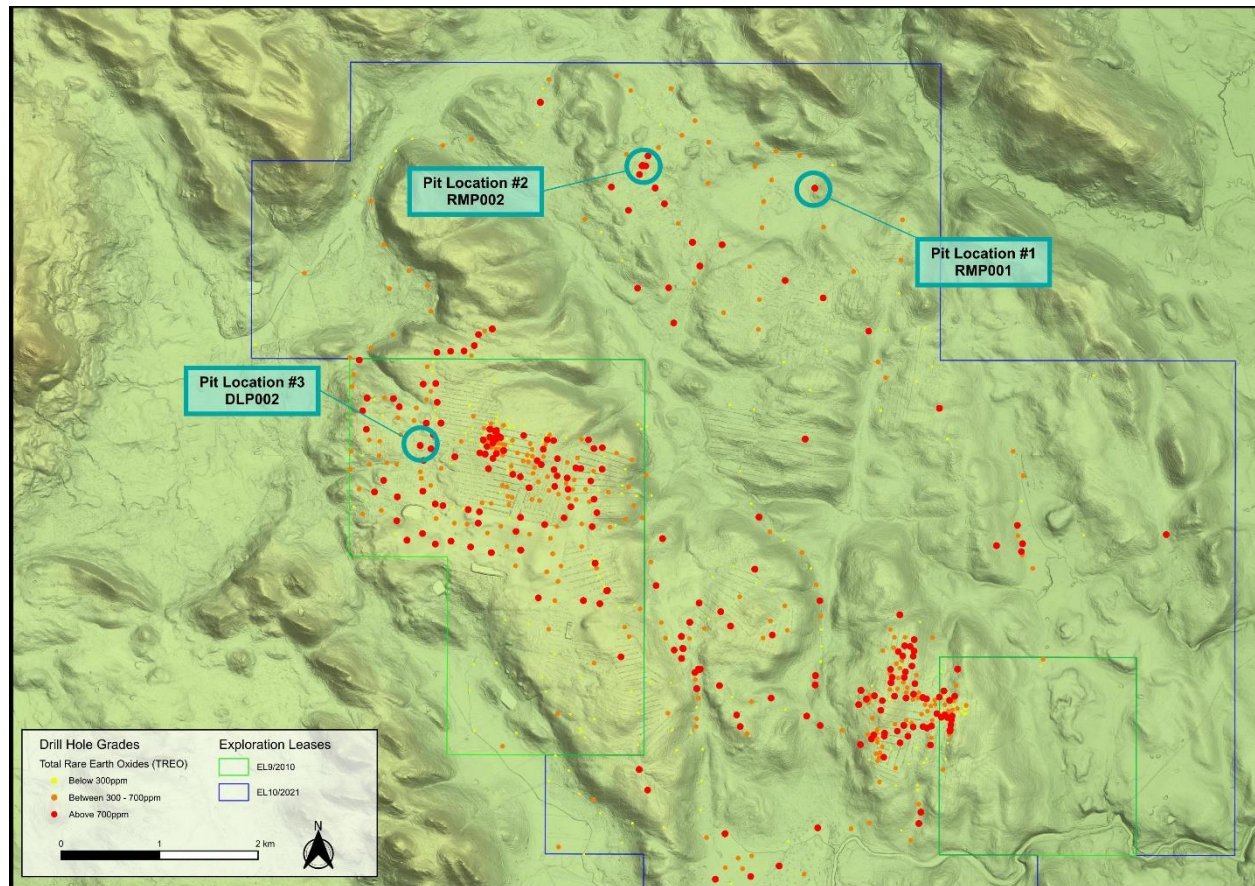 Pit Location #2
RMP002
Pit Location #1
RMP001
Pit Location #3
DLP002
Drill Hole Grades
Total Rare Earth Oxides (TREO)
Below 300ppm
Between 300 - 700ppm
Above 700ppm
Exploration Leases
EL9/2010
EL10/2021
0 1 2 km
N